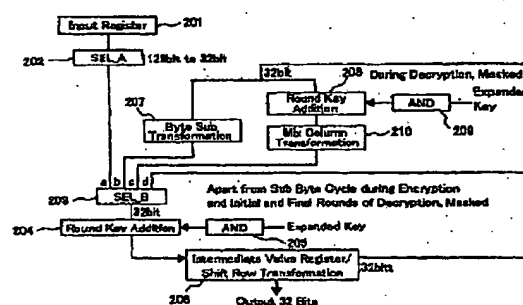 Input Register
201
202
SEL_A
128bit to 32bit
32bit
208
During Decryption, Masked
207
Round Key
Addition
AND
Expanded
Key
209
Byte Sub
Transformation
Mix Column
Transformation
210
a b c d
203
SEL_B
Apart from Sub Byte Cycle during Encryption
and Initial and Final Rounds of Decryption, Masked
32bit
204
Round Key Addition
AND
Expanded Key
205
Intermediate Value Register/
Shift Row Transformation
32bits
206
Output 32 Bits